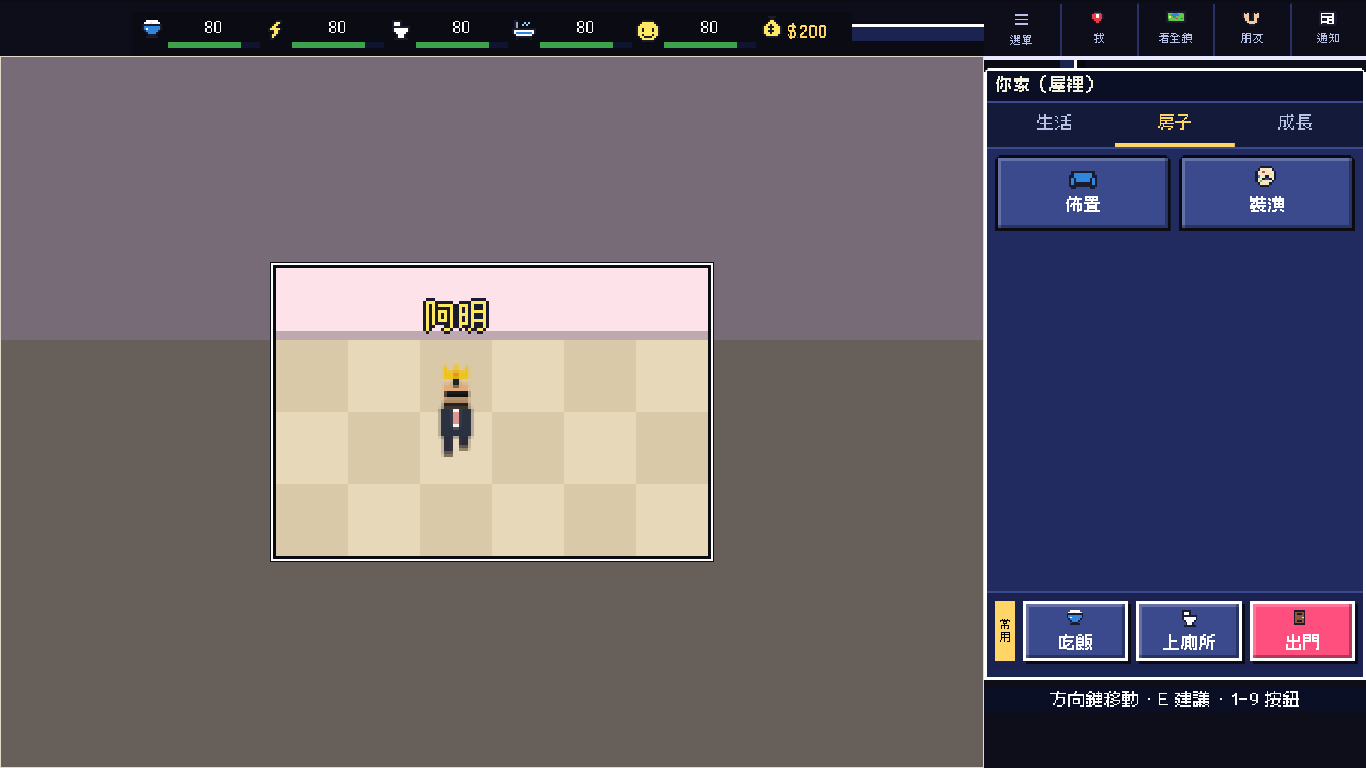 80 80 80 80 80 $200
選單 我 看全鎮 朋友 通知
你家（屋裡）
生活 房子 成長
佈置 裝潢
阿明
常用
吃飯 上廁所 出門
方向鍵移動·E 建議·1-9 按鈕